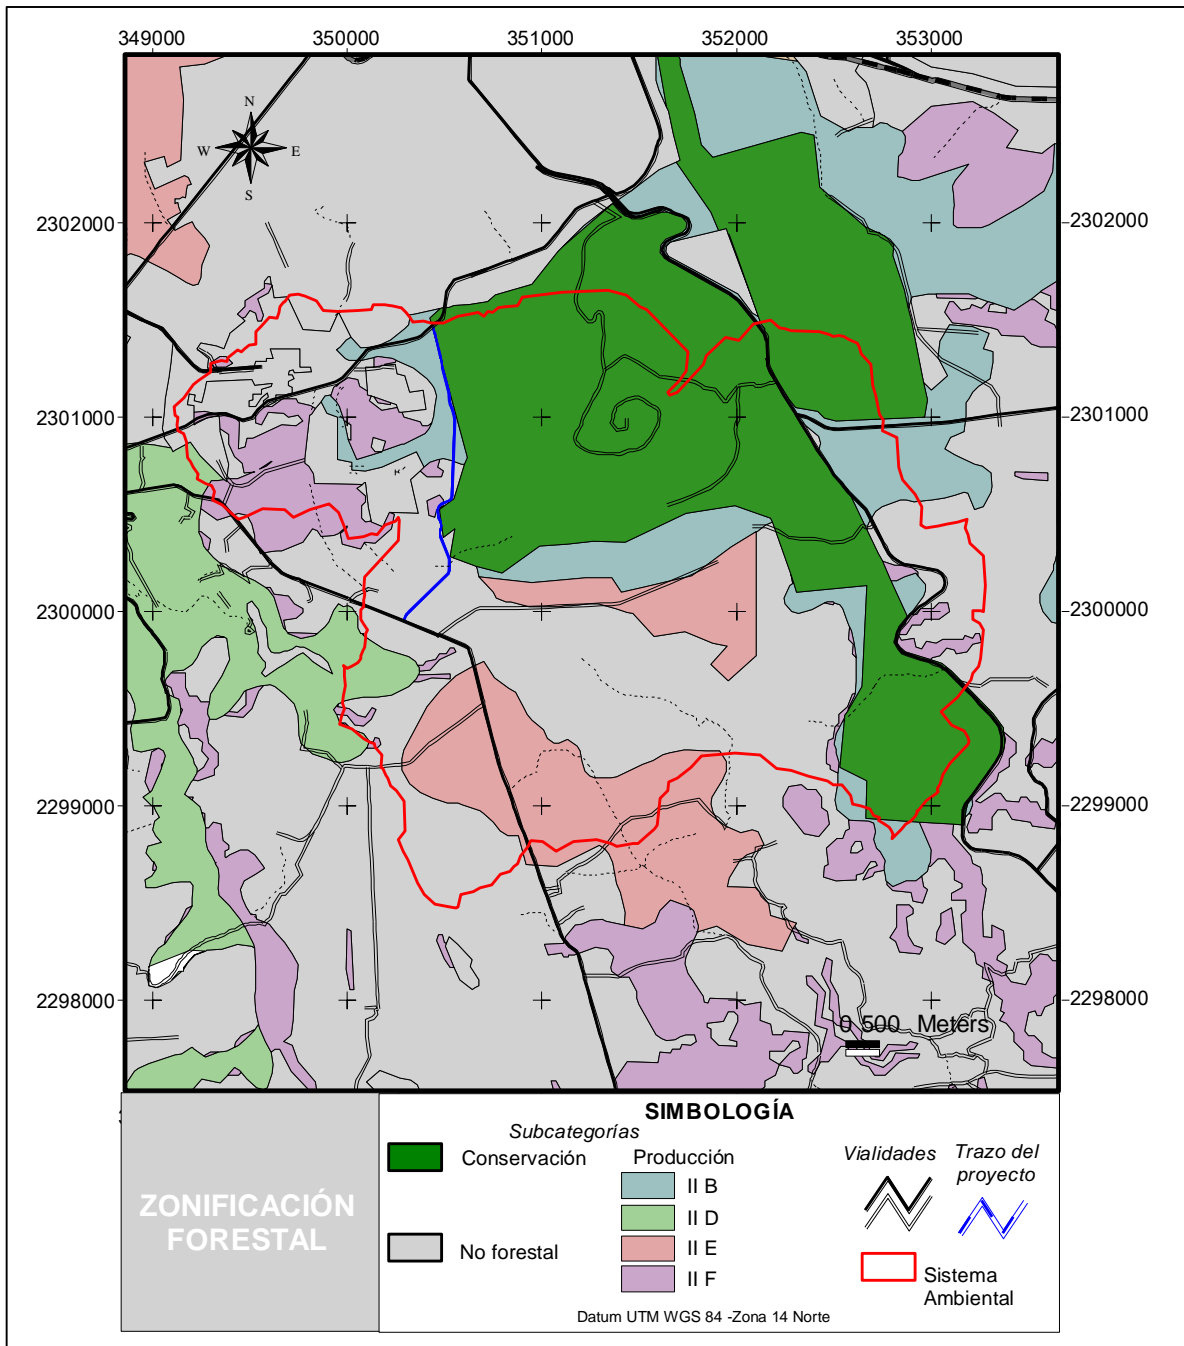 349000 350000 351000 352000 353000
N
W E
S
2302000 2302000
2301000 2301000
2300000 2300000
2299000 2299000
2298000 2298000
0 500 Meters
SIMBOLOGÍA
Subcategorías
Conservación
Producción
II B
II D
II E
II F
No forestal
Vialidades
Trazo del
proyecto
Sistema
Ambiental
ZONIFICACIÓN
FORESTAL
Datum UTM WGS 84 -Zona 14 Norte